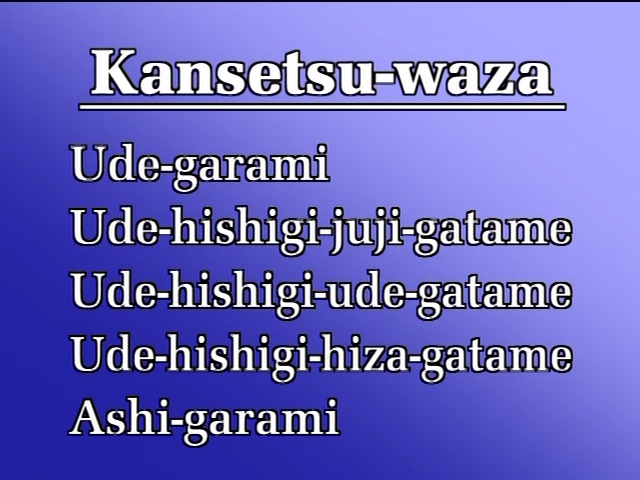 Kansetsu-waza
Ude-garami
Ude-hishigi-juji-gatame
Ude-hishigi-ude-gatame
Ude-hishigi-hiza-gatame
Ashi-garami